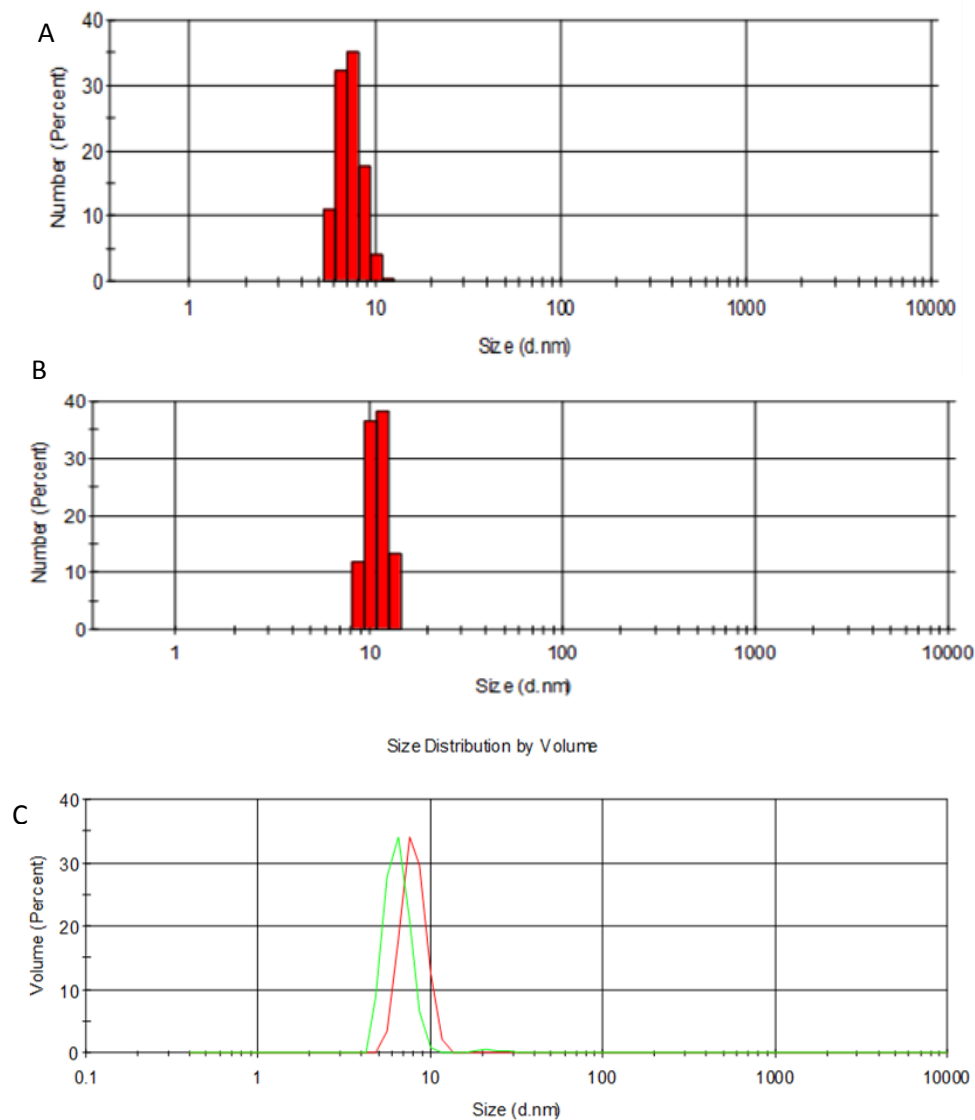 A
Number (Percent)
40
30
20
10
0
1 10 100 1000 10000
Size (d.nm)
B
Number (Percent)
40
30
20
10
0
1 10 100 1000 10000
Size (d.nm)
Size Distribution by Volume
C
Volume (Percent)
40
30
20
10
0
0.1 1 10 100 1000 10000
Size (d.nm)